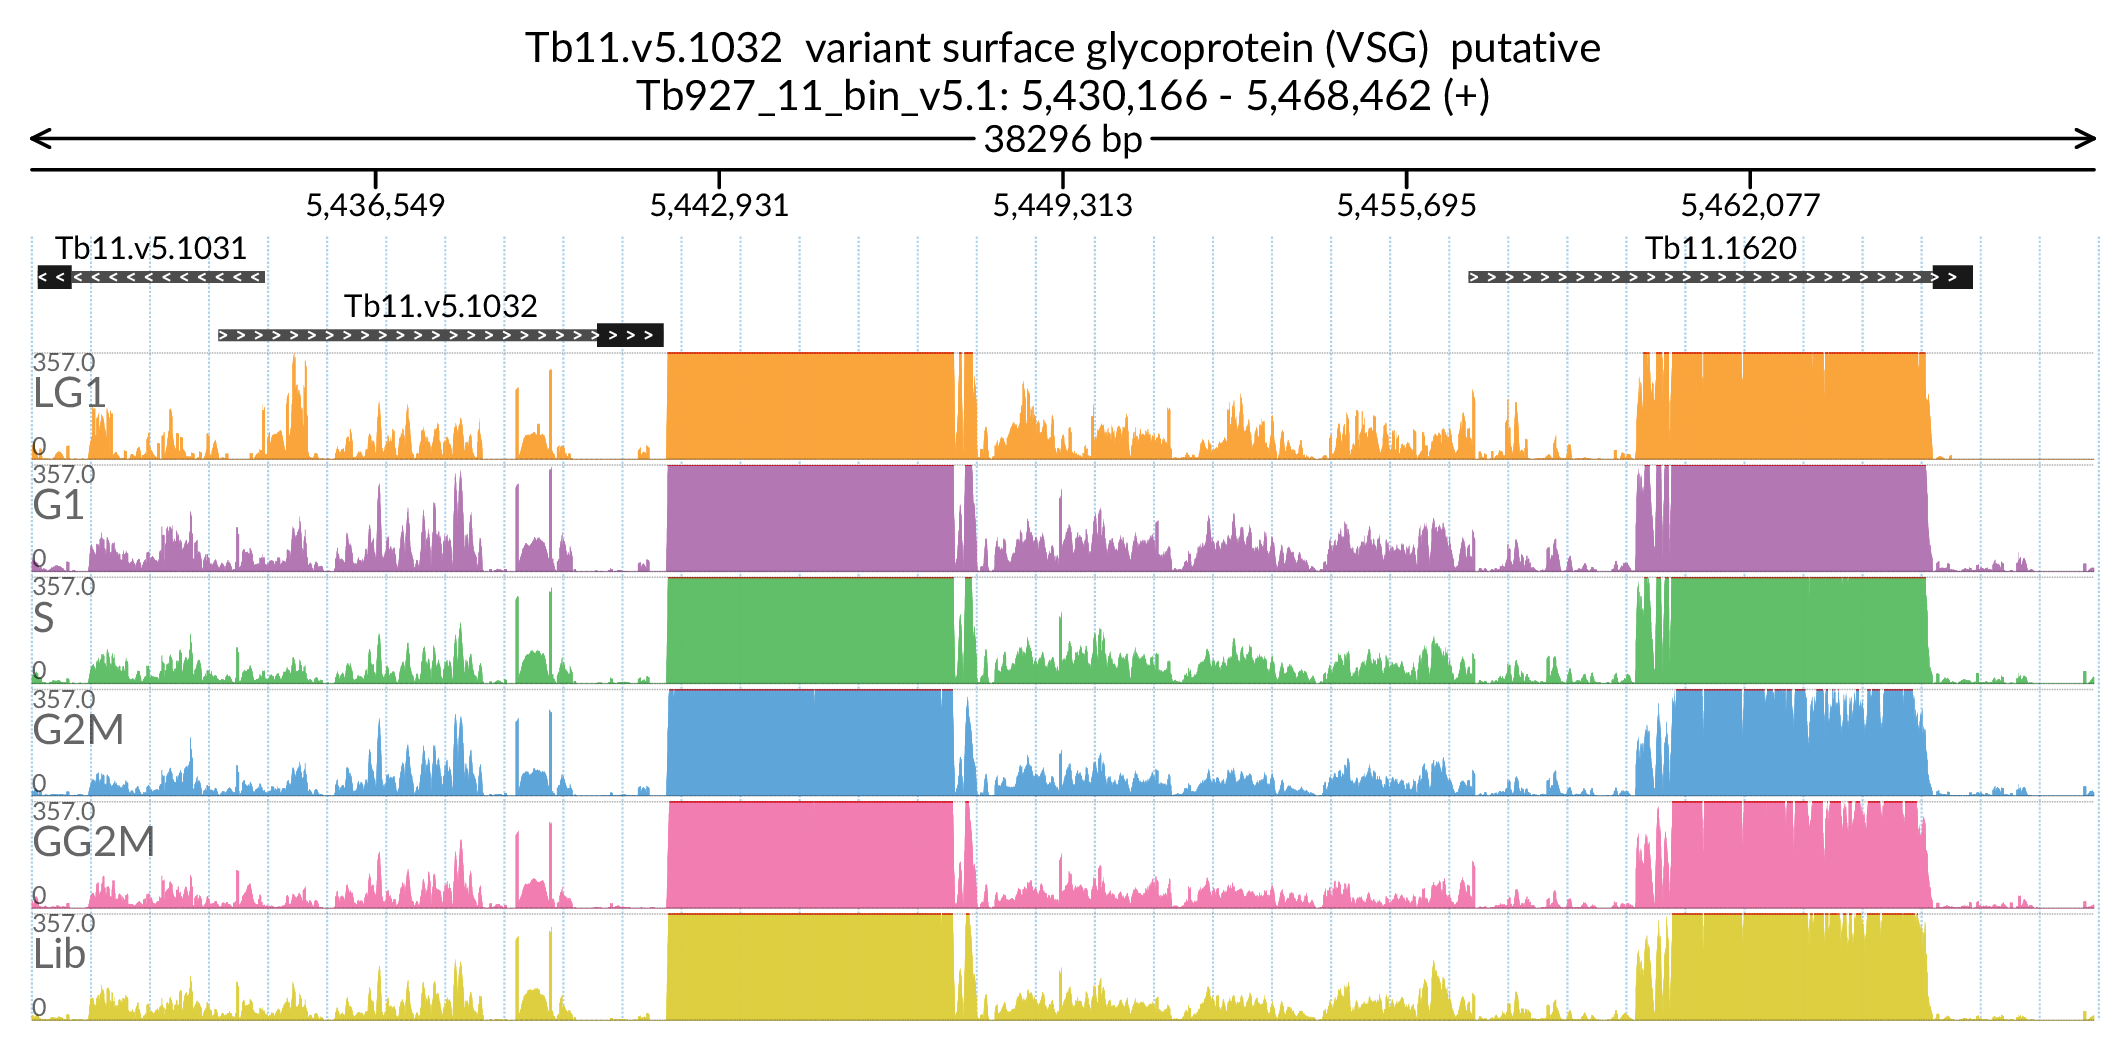 Tb11.v5.1032  variant surface glycoprotein (VSG)  putative
Tb927_11_bin_v5.1: 5,430,166 - 5,468,462 (+)
38296 bp
5,436,549 5,442,931 5,449,313 5,455,695 5,462,077
Tb11.v5.1031 Tb11.1620
Tb11.v5.1032
357.0
LG1
0
357.0
G1
0
357.0
S
0
357.0
G2M
0
357.0
GG2M
0
357.0
Lib
0